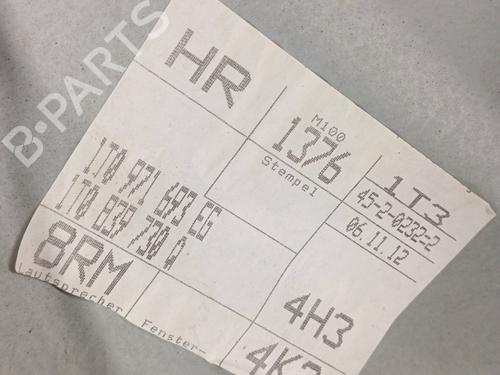 B-PARTS
HR
M100
1376
Stempel
1T3
45-2-0232-2
06.11.12
1T0 971 693 EG
1T0 839 730 A
8RM
Lautsprecher
Fenster-
4H3